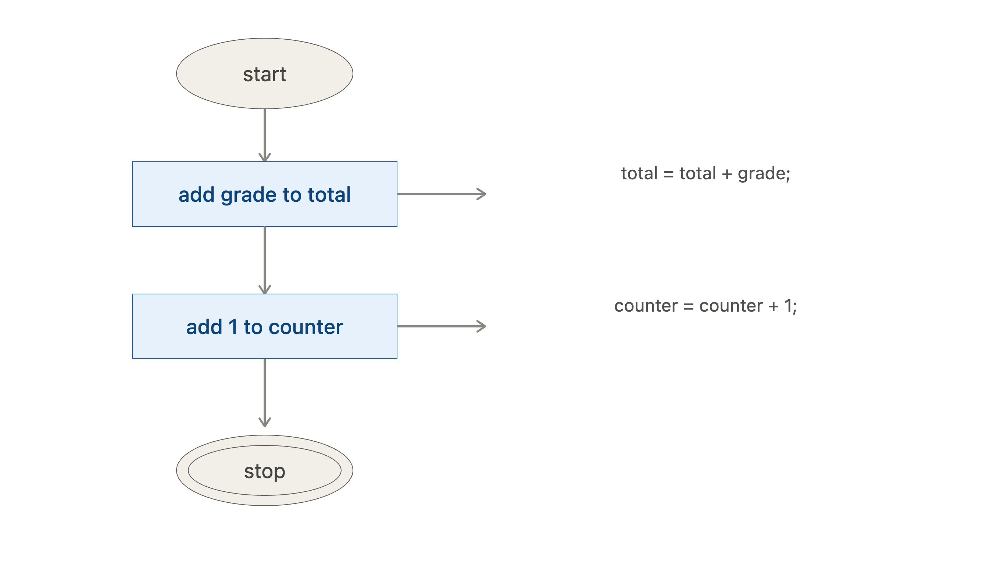 start
add grade to total
total = total + grade;
add 1 to counter
counter = counter + 1;
stop